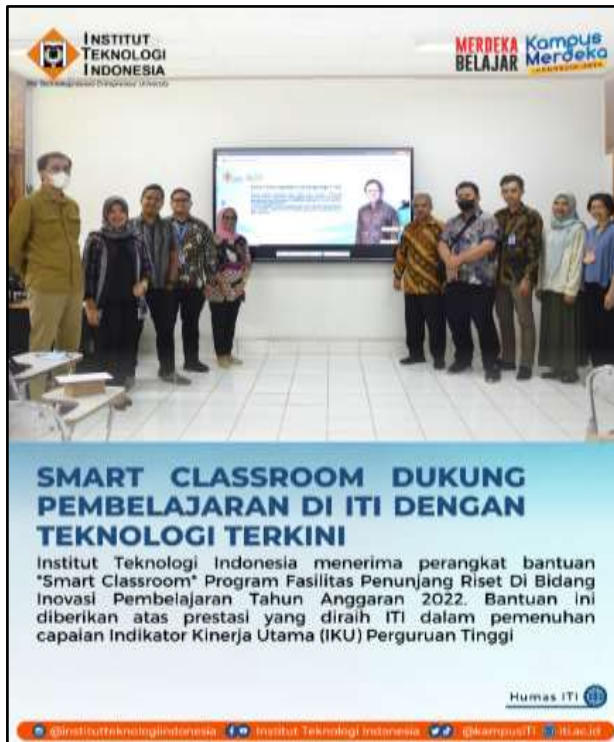 INSTITUT
TEKNOLOGI
INDONESIA
MERDEKA
BELAJAR
Kampus
Merdeka
SMART CLASSROOM DUKUNG
PEMBELAJARAN DI ITI DENGAN
TEKNOLOGI TERKINI
Institut Teknologi Indonesia menerima perangkat bantuan
"Smart Classroom" Program Fasilitas Penunjang Riset Di Bidang
Inovasi Pembelajaran Tahun Anggaran 2022. Bantuan ini
diberikan atas prestasi yang diraih ITI dalam pemenuhan
capaian Indikator Kinerja Utama (IKU) Perguruan Tinggi
Humas ITI
@institutteknologiindonesia Institut Teknologi Indonesia @kampusITI iti.ac.id